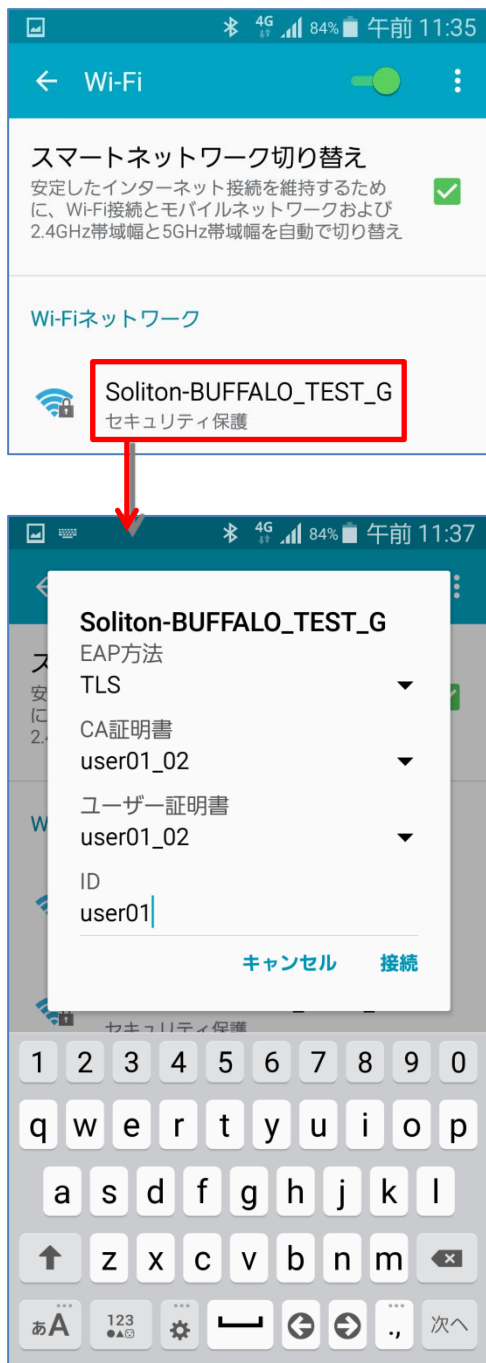 4G 84% 午前 11:35
Wi-Fi
スマートネットワーク切り替え
安定したインターネット接続を維持するため
に、Wi-Fi接続とモバイルネットワークおよび
2.4GHz帯域幅と5GHz帯域幅を自動で切り替え
Wi-Fiネットワーク
Soliton-BUFFALO_TEST_G
セキュリティ保護
4G 84% 午前 11:37
Soliton-BUFFALO_TEST_G
EAP方法
TLS
CA証明書
user01_02
ユーザー証明書
user01_02
ID
user01
キャンセル 接続
セキュリティ保護
1 2 3 4 5 6 7 8 9 0
q w e r t y u i o p
a s d f g h j k l
z x c v b n m
あA 123 ., 次へ